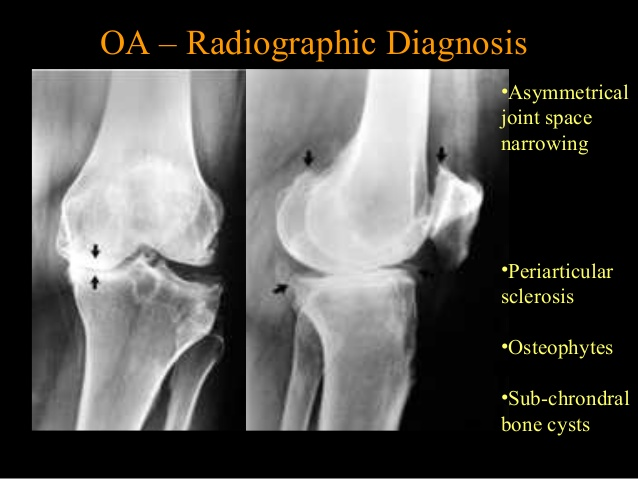 OA – Radiographic Diagnosis
•Asymmetrical
joint space
narrowing
•Periarticular
sclerosis
•Osteophytes
•Sub-chrondral
bone cysts